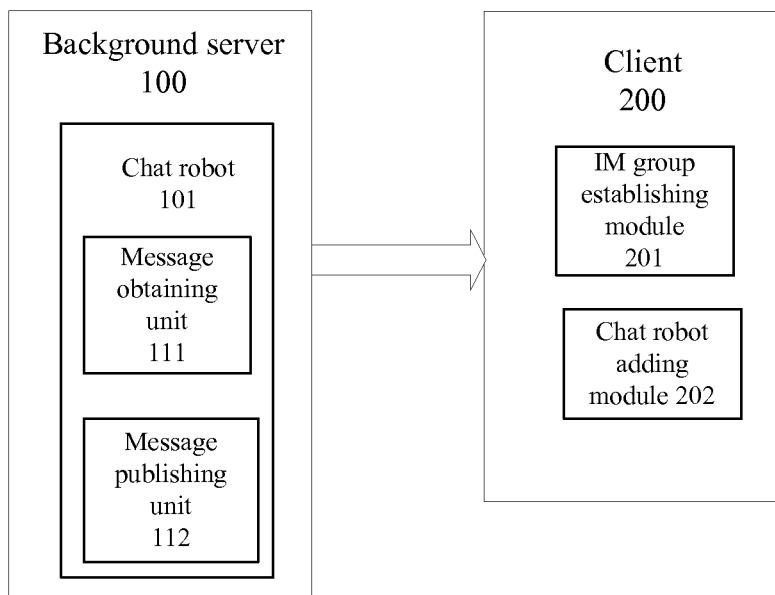 Background server
100
Chat robot
101
Message
obtaining
unit
111
Message
publishing
unit
112
Client
200
IM group
establishing
module
201
Chat robot
adding
module 202